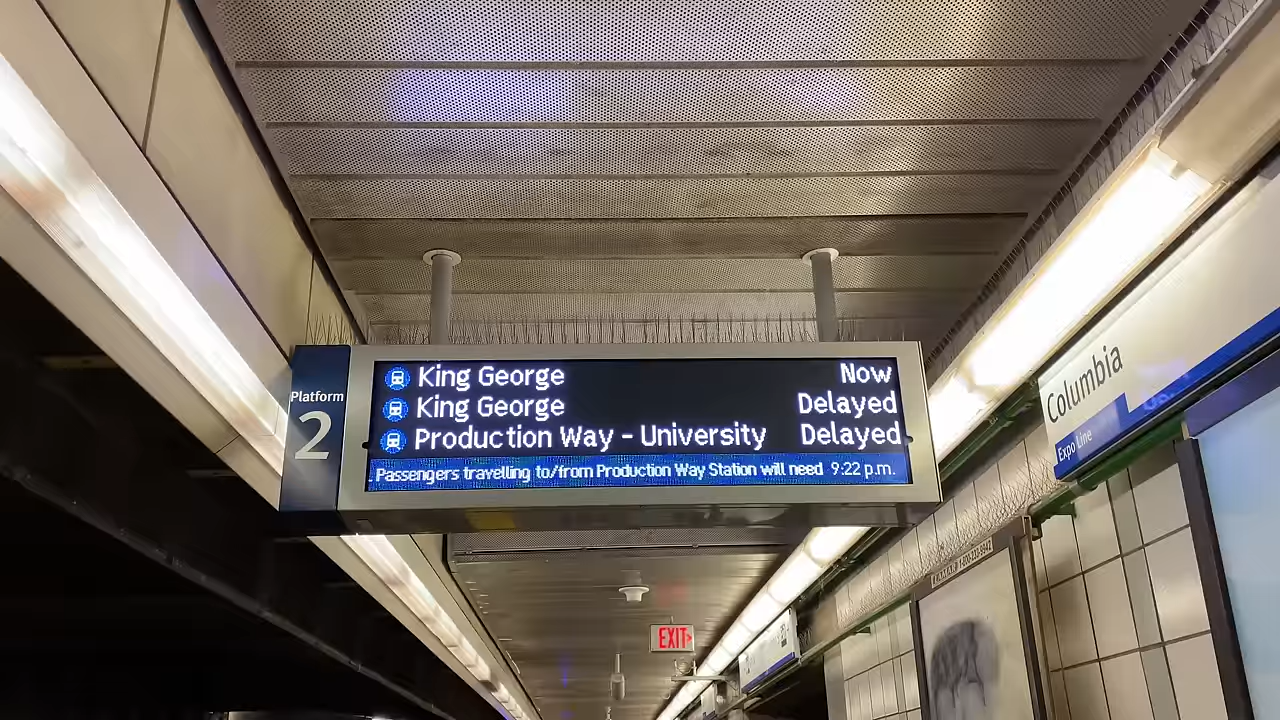 Platform
2
King George Now
King George Delayed
Production Way - University Delayed
. Passengers travelling to/from Production Way Station will need 9:22 p.m.
Columbia
Expo Line
EXIT